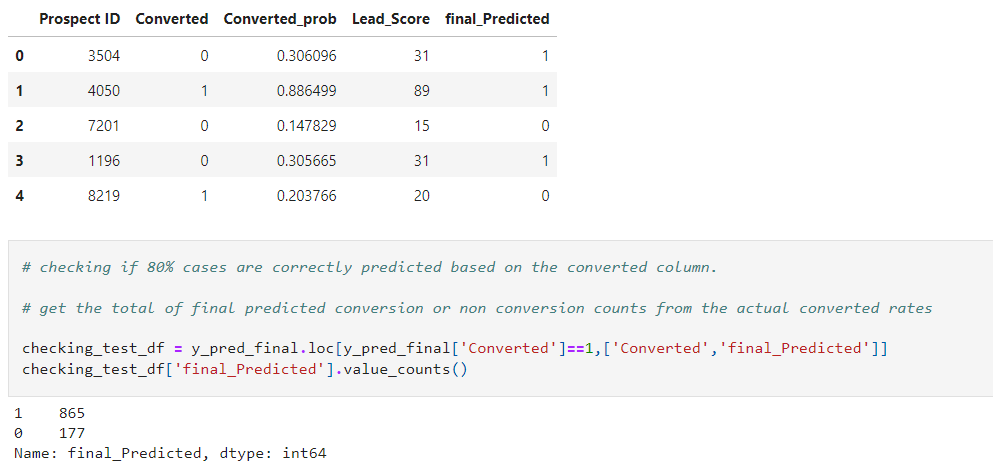 Prospect ID Converted Converted_prob Lead_Score final_Predicted
0 3504 0 0.306096 31 1
1 4050 1 0.886499 89 1
2 7201 0 0.147829 15 0
3 1196 0 0.305665 31 1
4 8219 1 0.203766 20 0
# checking if 80% cases are correctly predicted based on the converted column.
# get the total of final predicted conversion or non conversion counts from the actual converted rates
checking_test_df = y_pred_final.loc[y_pred_final['Converted']==1,['Converted','final_Predicted']]
checking_test_df['final_Predicted'].value_counts()
1 865
0 177
Name: final_Predicted, dtype: int64